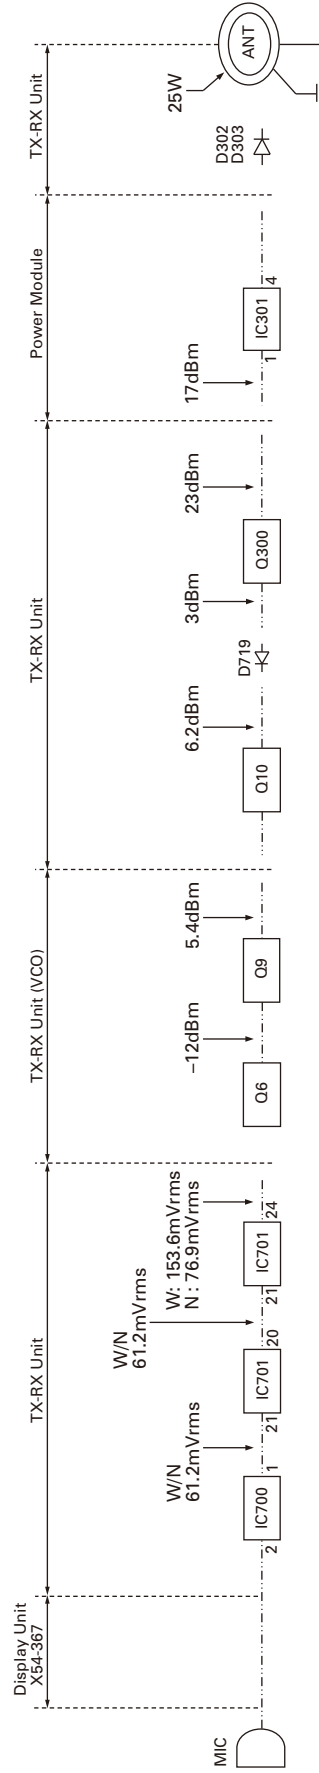 MIC
Display Unit
X54-367
TX-RX Unit
2
IC700
1
W/N
61.2mVrms
21
IC701
20
W/N
61.2mVrms
21
IC701
24
W: 153.6mVrms
N: 76.9mVrms
TX-RX Unit (VCO)
Q6
–12dBm
Q9
5.4dBm
TX-RX Unit
Q10
6.2dBm
D719
3dBm
Q300
23dBm
Power Module
17dBm
1
IC301
4
TX-RX Unit
D302
D303
25W
ANT